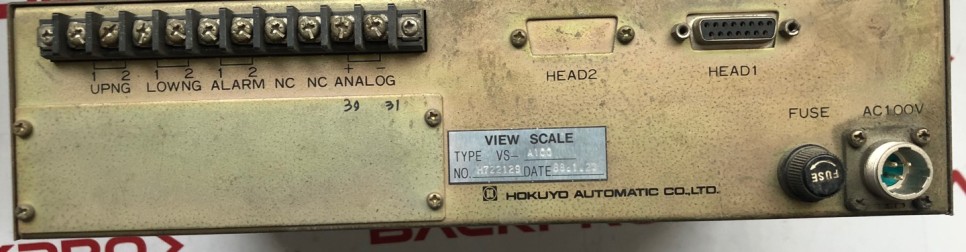 HEAD2
HEAD1
1 2 1 2 1 2 + -
UPNG LOWNG ALARM NC NC ANALOG
30 31
FUSE AC100V
VIEW SCALE
TYPE VS- A100
NO. DATE
FUSE
HOKUYO AUTOMATIC CO.,LTD.